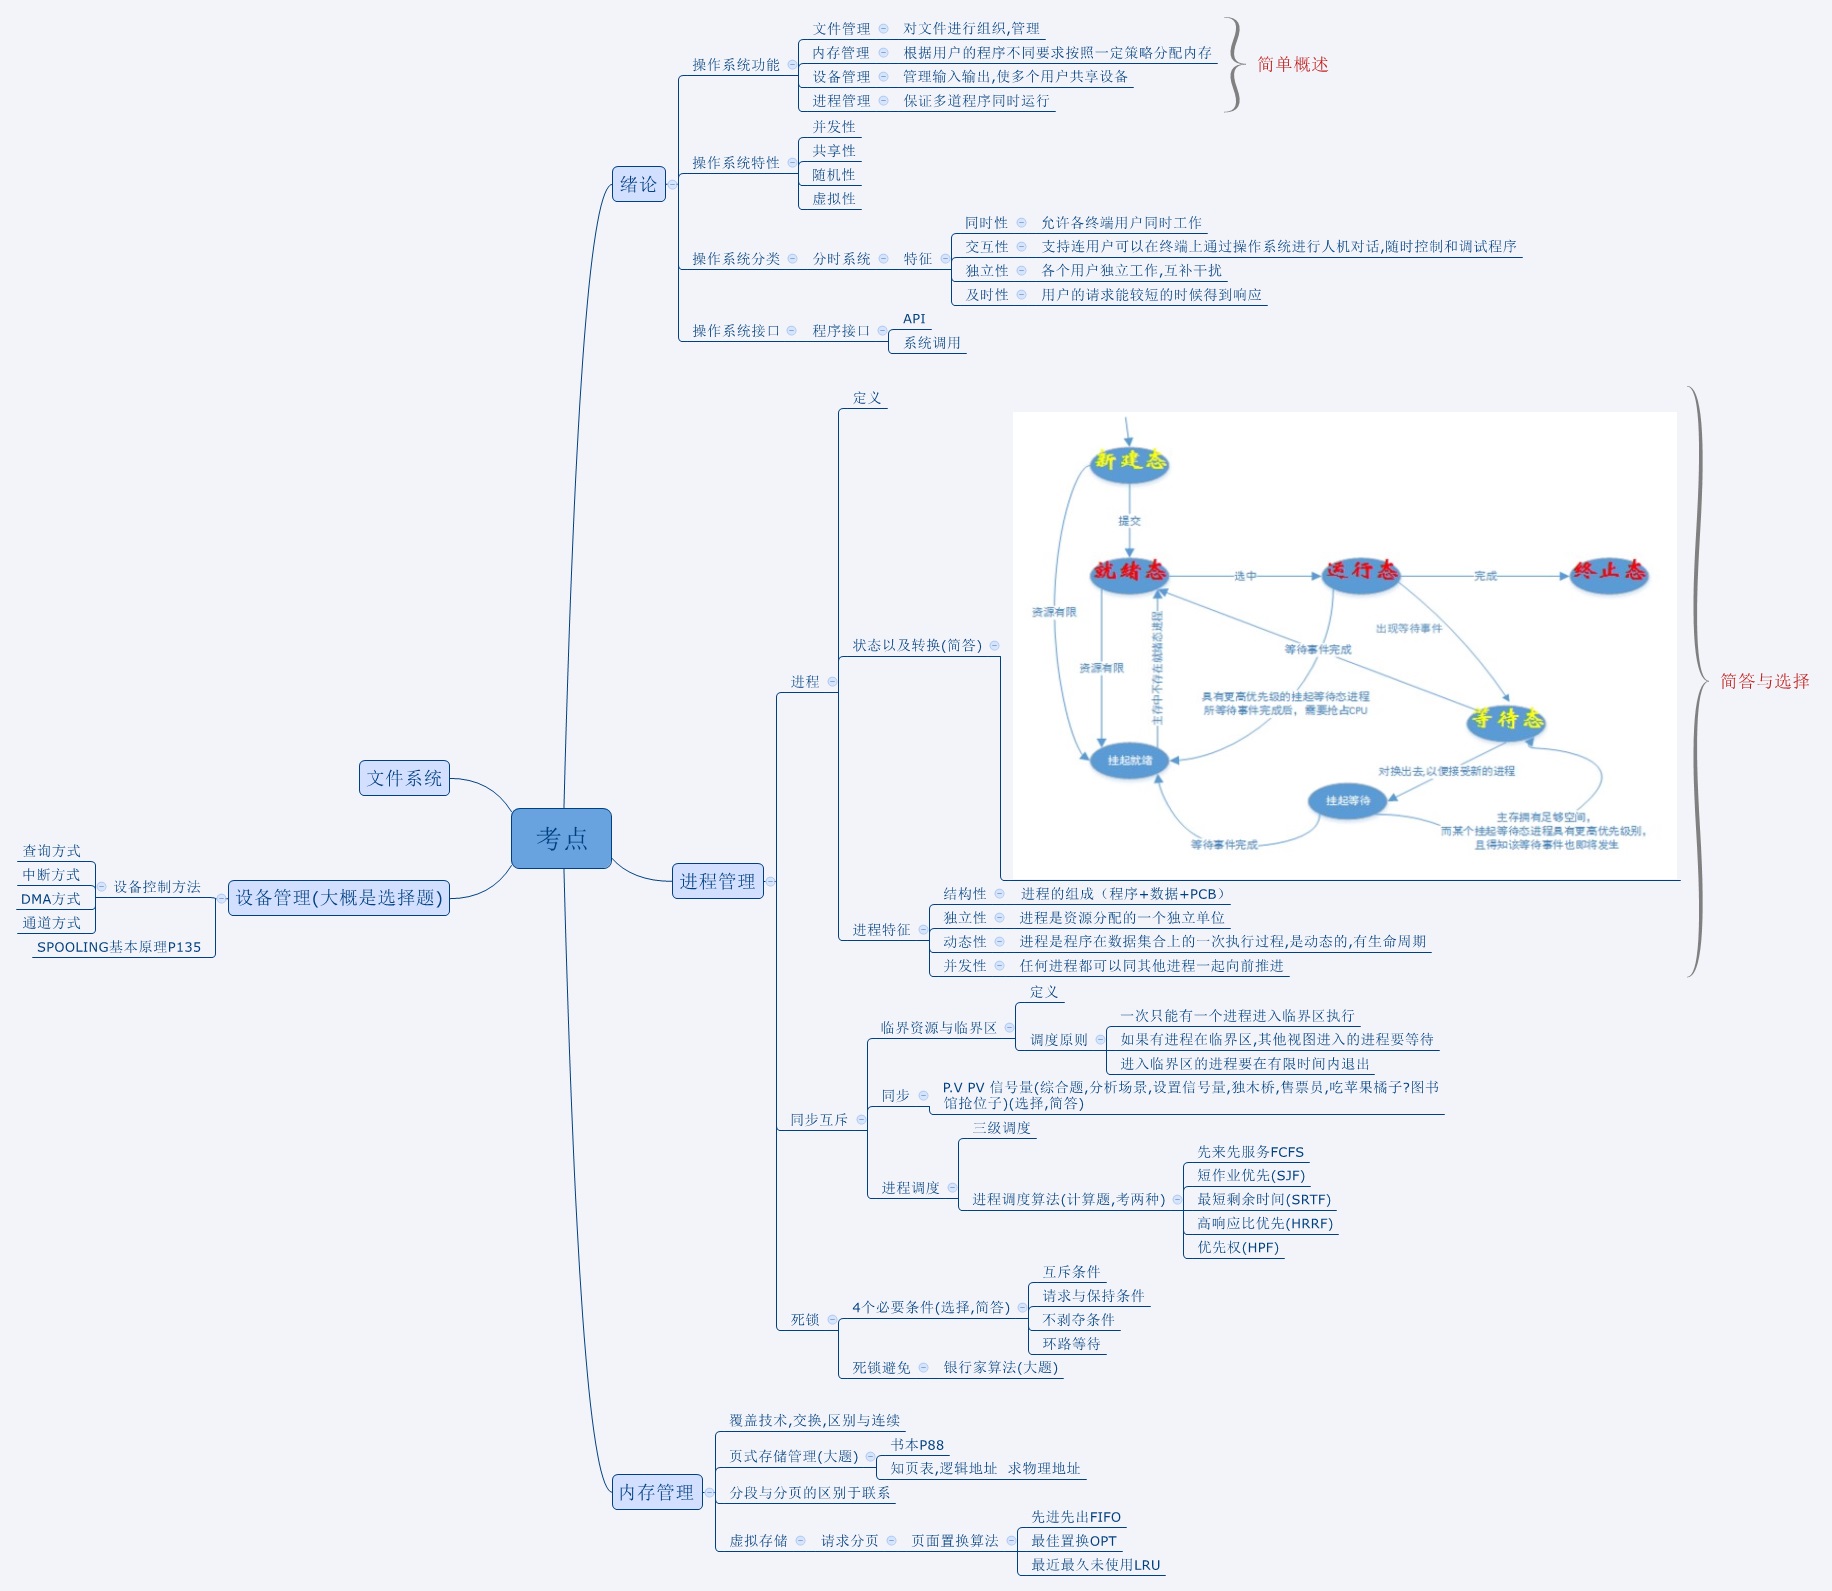 考点
绪论
操作系统功能
文件管理
对文件进行组织,管理
内存管理
根据用户的程序不同要求按照一定策略分配内存
设备管理
管理输入输出,使多个用户共享设备
进程管理
保证多道程序同时运行
简单概述
操作系统特性
并发性
共享性
随机性
虚拟性
操作系统分类
分时系统
特征
同时性
允许各终端用户同时工作
交互性
支持连用户可以在终端上通过操作系统进行人机对话,随时控制和调试程序
独立性
各个用户独立工作,互补干扰
及时性
用户的请求能较短的时候得到响应
操作系统接口
程序接口
API
系统调用
进程管理
进程
定义
状态以及转换(简答)
新建态
提交
就绪态
选中
运行态
完成
终止态
资源有限
资源有限
主存中不存在就绪态进程
等待事件完成
出现等待事件
具有更高优先级的挂起等待态进程
所等待事件完成后，需要抢占CPU
等待态
挂起就绪
对换出去,以便接受新的进程
挂起等待
等待事件完成
主存拥有足够空间,
而某个挂起等待态进程具有更高优先级别,
且得知该等待事件也即将发生
进程特征
结构性
进程的组成（程序+数据+PCB）
独立性
进程是资源分配的一个独立单位
动态性
进程是程序在数据集合上的一次执行过程,是动态的,有生命周期
并发性
任何进程都可以同其他进程一起向前推进
简答与选择
同步互斥
临界资源与临界区
定义
调度原则
一次只能有一个进程进入临界区执行
如果有进程在临界区,其他视图进入的进程要等待
进入临界区的进程要在有限时间内退出
同步
P.V PV 信号量(综合题,分析场景,设置信号量,独木桥,售票员,吃苹果橘子?图书
馆抢位子)(选择,简答)
进程调度
三级调度
进程调度算法(计算题,考两种)
先来先服务FCFS
短作业优先(SJF)
最短剩余时间(SRTF)
高响应比优先(HRRF)
优先权(HPF)
死锁
4个必要条件(选择,简答)
互斥条件
请求与保持条件
不剥夺条件
环路等待
死锁避免
银行家算法(大题)
内存管理
覆盖技术,交换,区别与连续
页式存储管理(大题)
书本P88
知页表,逻辑地址  求物理地址
分段与分页的区别于联系
虚拟存储
请求分页
页面置换算法
先进先出FIFO
最佳置换OPT
最近最久未使用LRU
文件系统
设备管理(大概是选择题)
设备控制方法
查询方式
中断方式
DMA方式
通道方式
SPOOLING基本原理P135